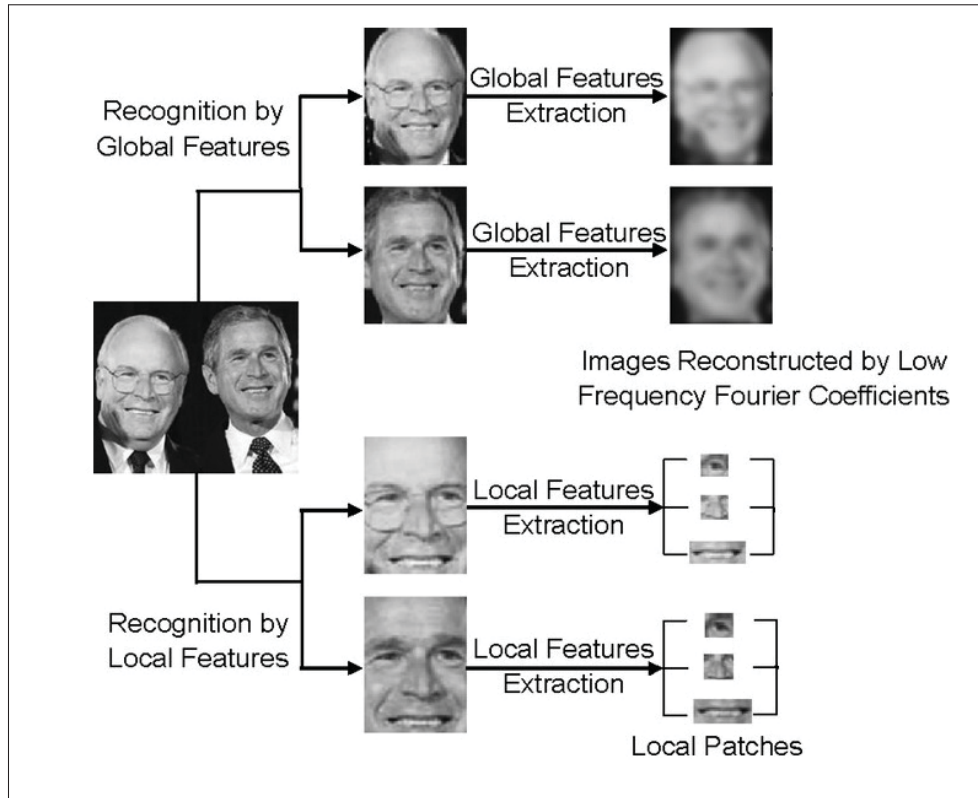 Recognition by
Global Features
Global Features
Extraction
Global Features
Extraction
Images Reconstructed by Low
Frequency Fourier Coefficients
Recognition by
Local Features
Local Features
Extraction
Local Features
Extraction
Local Patches